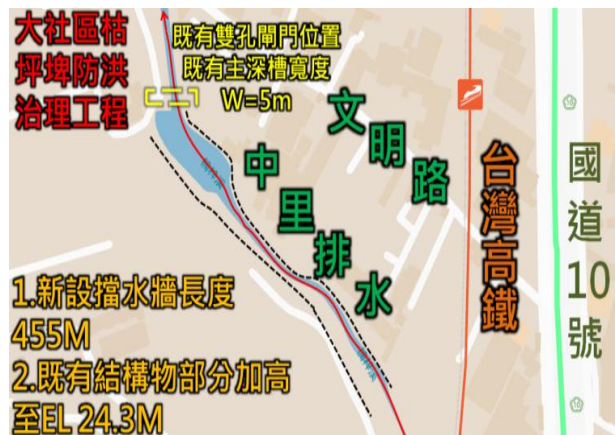 大社區枯
坪埤防洪
治理工程
既有雙孔閘門位置
既有主深槽寬度
W=5m
文明路
中里排水
台灣高鐵
國道10號
10
10
1.新設擋水牆長度
455M
2.既有結構物部分加高
至EL 24.3M